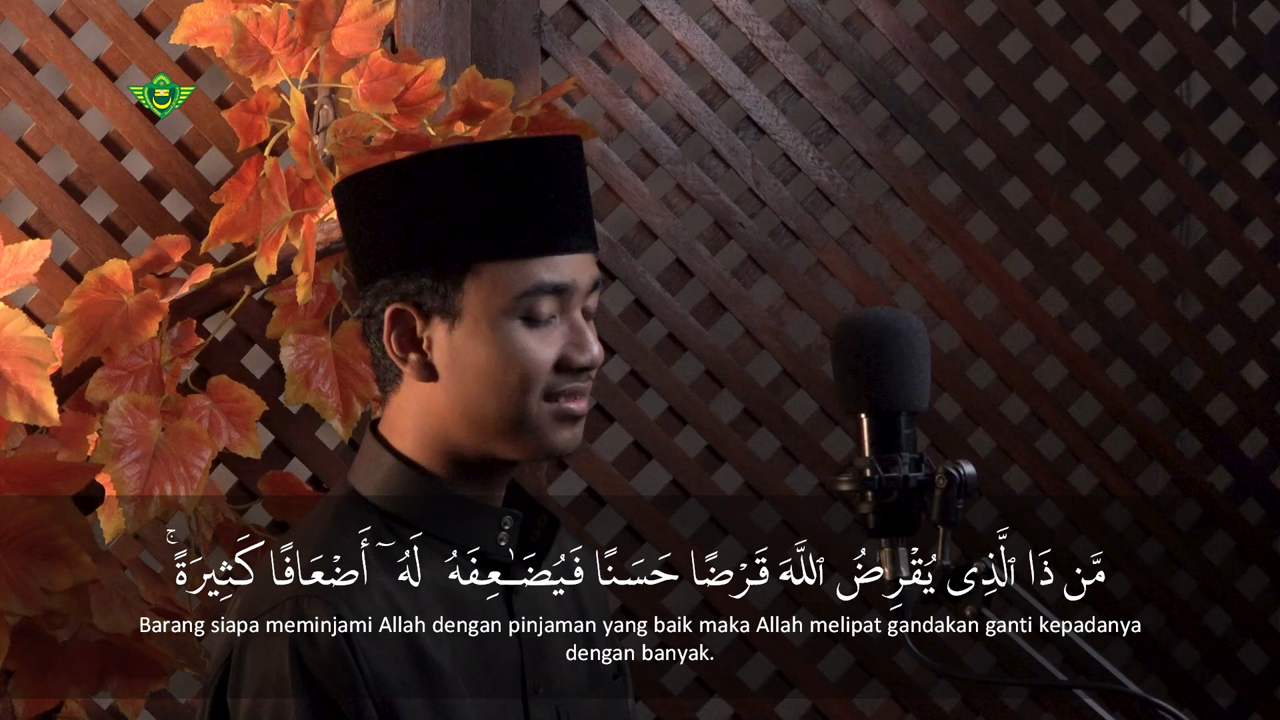 مَّن ذَا ٱلَّذِى يُقْرِضُ ٱللَّهَ قَرْضًا حَسَنًا فَيُضَـٰعِفَهُۥ لَهُۥٓ أَضْعَافًا كَثِيرَةً ۚ
Barang siapa meminjami Allah dengan pinjaman yang baik maka Allah melipat gandakan ganti kepadanya
dengan banyak.